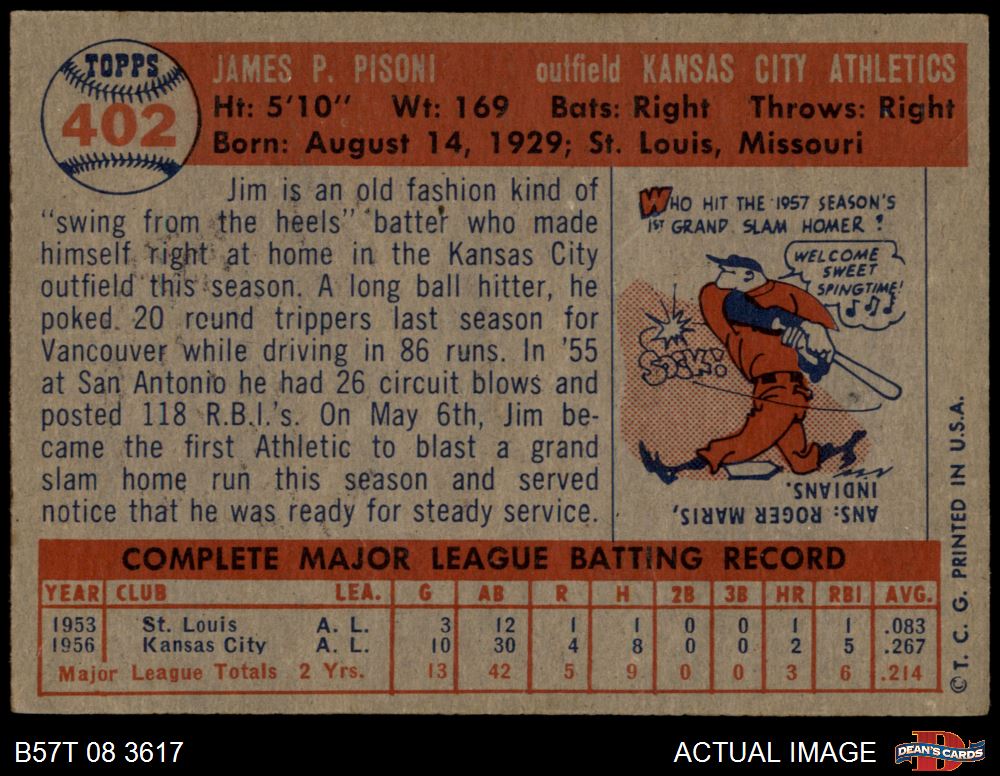 TOPPS
402
JAMES P. PISONI outfield KANSAS CITY ATHLETICS
Ht: 5'10" Wt: 169 Bats: Right Throws: Right
Born: August 14, 1929; St. Louis, Missouri
Jim is an old fashion kind of
"swing from the heels" batter who made
himself right at home in the Kansas City
outfield this season. A long ball hitter, he
poked 20 round trippers last season for
Vancouver while driving in 86 runs. In '55
at San Antonio he had 26 circuit blows and
posted 118 R.B.I.'s. On May 6th, Jim be-
came the first Athletic to blast a grand
slam home run this season and served
notice that he was ready for steady service.
WHO HIT THE 1957 SEASON'S
1ST GRAND SLAM HOMER?
WELCOME
SWEET
SPINGTIME!
SOCK!
ANS: ROGER MARIS,
INDIANS.
COMPLETE MAJOR LEAGUE BATTING RECORD
YEAR CLUB LEA. G AB R H 2B 3B HR RBI AVG.
1953 St. Louis A. L. 3 12 1 1 0 0 1 1 .083
1956 Kansas City A. L. 10 30 4 8 0 0 2 5 .267
Major League Totals 2 Yrs. 13 42 5 9 0 0 3 6 .214
© T. C. G. PRINTED IN U.S.A.
B57T 08 3617
ACTUAL IMAGE
D
DEAN'S CARDS